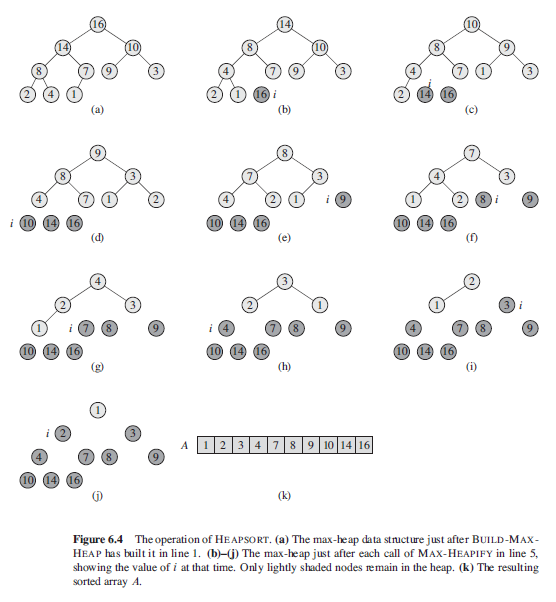 16 14 10
14 10 8 10 8 9
8 7 9 3 4 7 9 3 4 7 1 3
2 4 1 2 1 16 i 2 i 14 16
(a) (b) (c)
9 8 7
8 3 7 3 4 3
4 7 1 2 4 2 1 i 9 1 2 8 i 9
i 10 14 16 10 14 16 10 14 16
(d) (e) (f)
4 3 2
2 3 2 1 1 3 i
1 i 7 8 9 i 4 7 8 9 4 7 8 9
10 14 16 10 14 16 10 14 16
(g) (h) (i)
1
i 2 3
A 1 2 3 4 7 8 9 10 14 16
4 7 8 9
10 14 16
(j) (k)
Figure 6.4 The operation of HEAPSORT. (a) The max-heap data structure just after BUILD-MAX-
HEAP has built it in line 1. (b)–(j) The max-heap just after each call of MAX-HEAPIFY in line 5,
showing the value of i at that time. Only lightly shaded nodes remain in the heap. (k) The resulting
sorted array A.